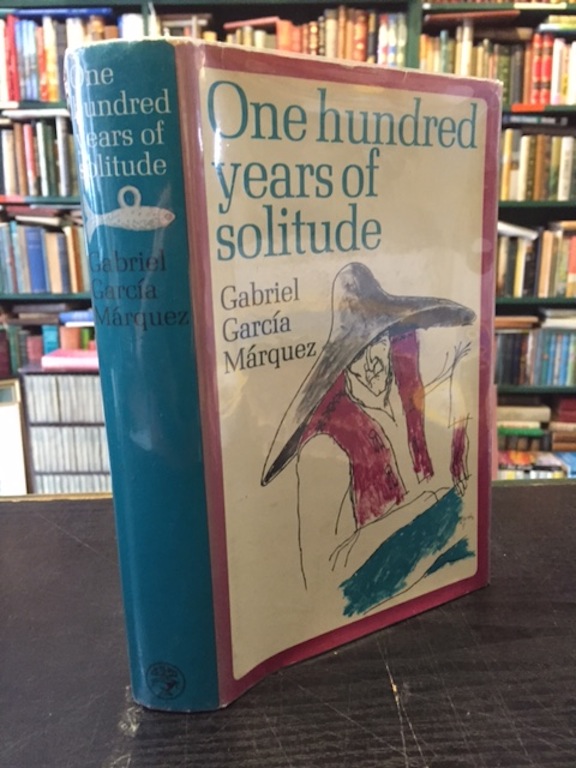 One
hundred
years of
solitude
Gabriel
García
Márquez
One hundred
years of
solitude
Gabriel
García
Márquez